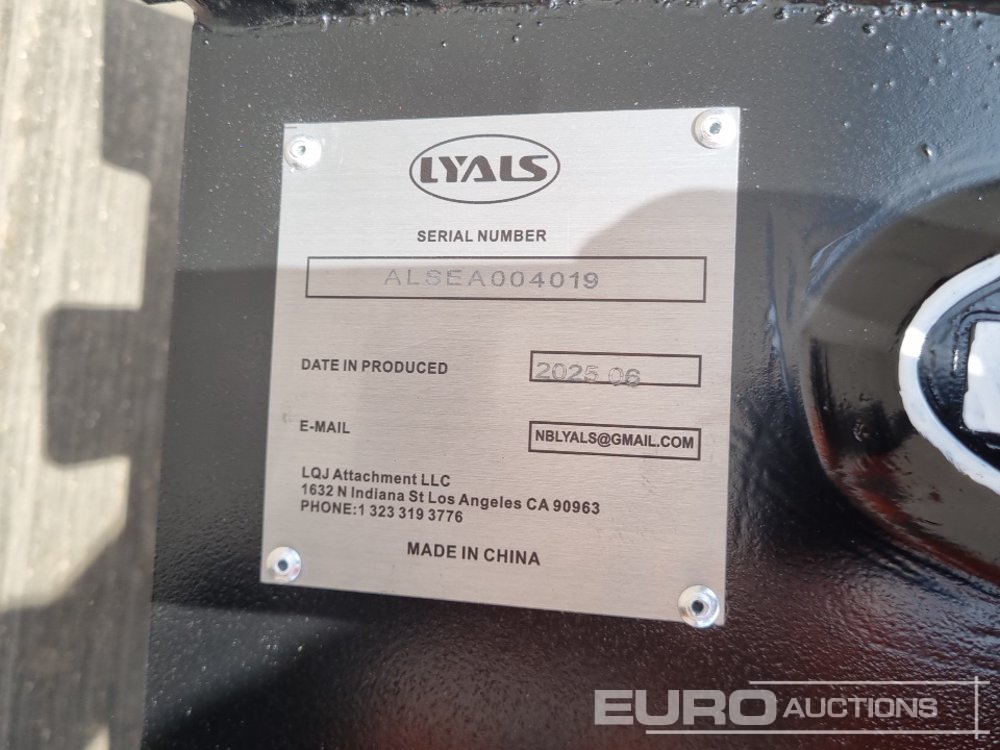 LYALS
SERIAL NUMBER
ALSEA004019
DATE IN PRODUCED
2025 06
E-MAIL
NBLYALS@GMAIL.COM
LQJ Attachment LLC
1632 N Indiana St Los Angeles CA 90963
PHONE:1 323 319 3776
MADE IN CHINA
EURO AUCTIONS